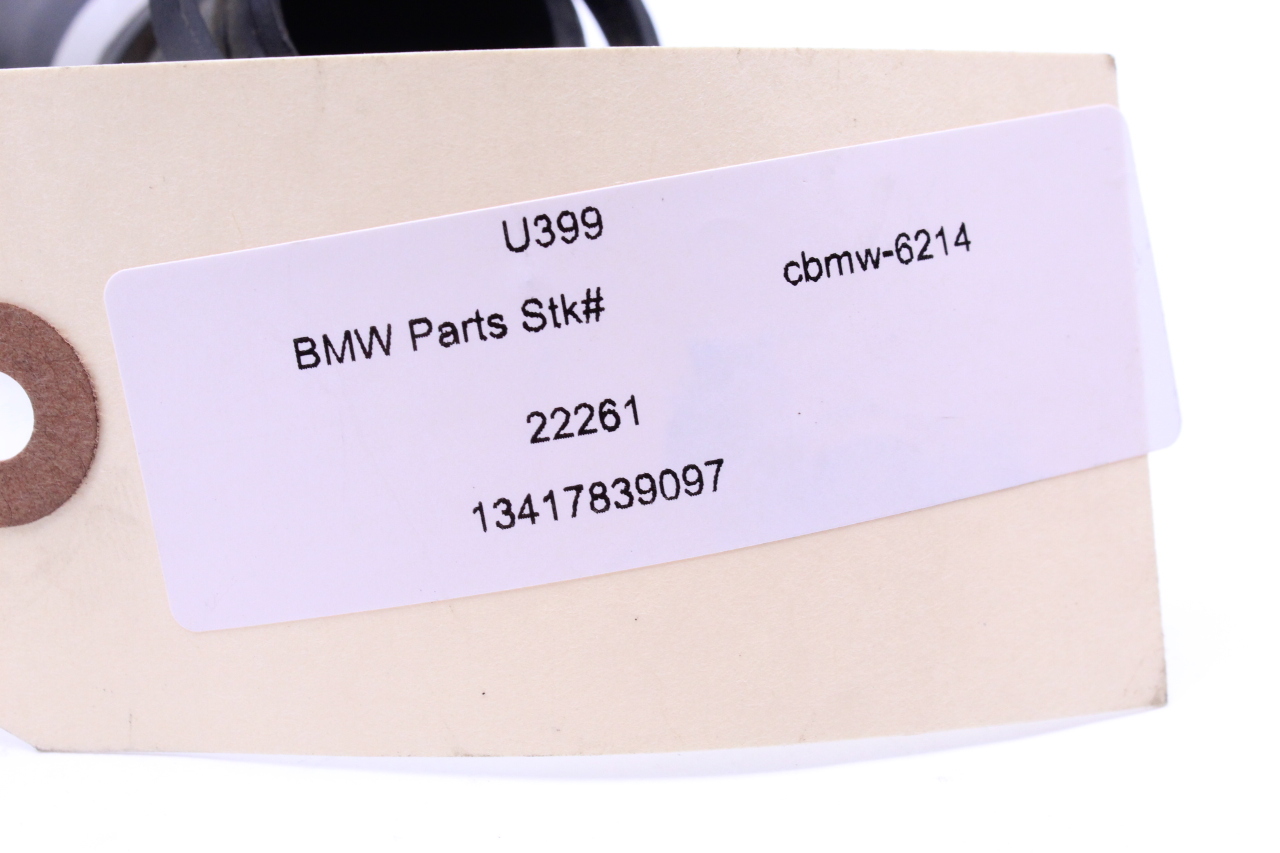 U399
cbmw-6214
BMW Parts Stk#
22261
13417839097